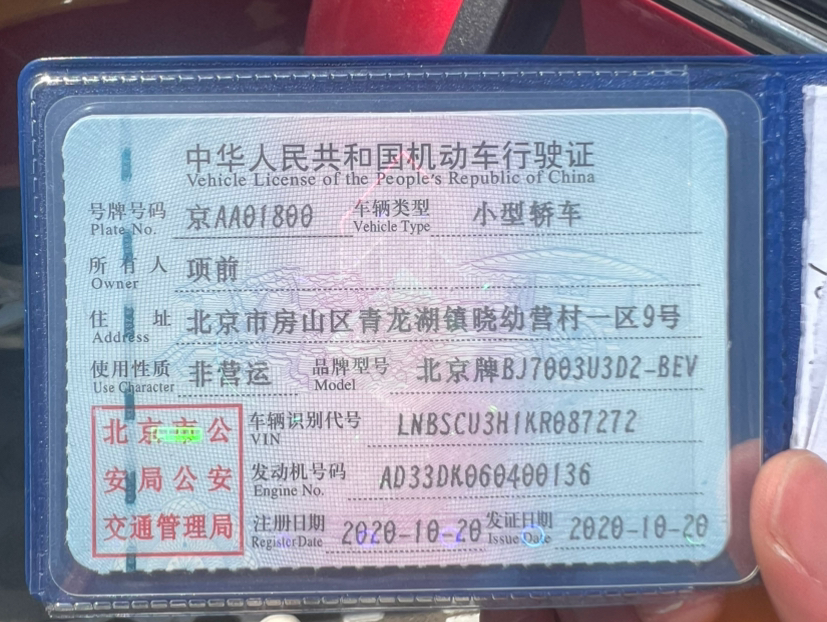 中华人民共和国机动车行驶证
Vehicle License of the People's Republic of China
号牌号码 京AA01800 车辆类型 小型轿车
Plate No. Vehicle Type
所有人 项前
Owner
住址 北京市房山区青龙湖镇晓幼营村一区9号
Address
使用性质 非营运 品牌型号 北京牌BJ7003U3D2-BEV
Use Character Model
北京市公 车辆识别代号 LNBSCU3H1KR087272
VIN
安局公安 发动机号码 AD33DK060400136
Engine No.
交通管理局 注册日期 2020-10-20 发证日期 2020-10-20
Register Date Issue Date